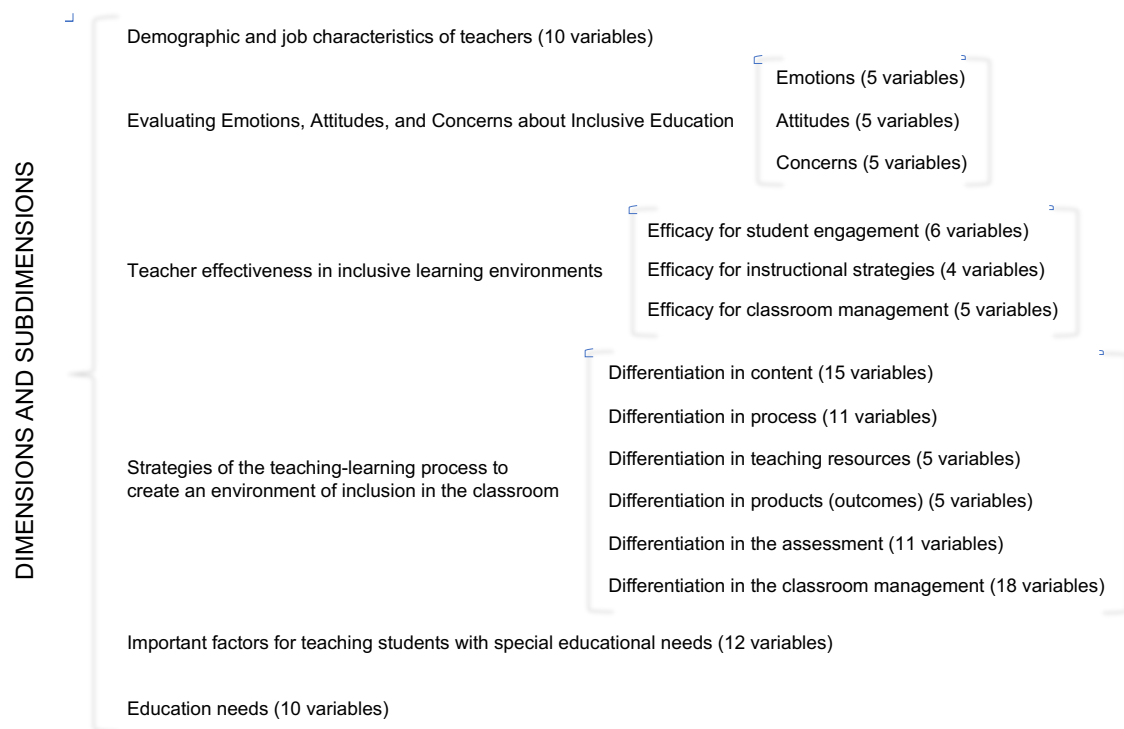 DIMENSIONS AND SUBDIMENSIONS
Demographic and job characteristics of teachers (10 variables)
Evaluating Emotions, Attitudes, and Concerns about Inclusive Education
Emotions (5 variables)
Attitudes (5 variables)
Concerns (5 variables)
Teacher effectiveness in inclusive learning environments
Efficacy for student engagement (6 variables)
Efficacy for instructional strategies (4 variables)
Efficacy for classroom management (5 variables)
Strategies of the teaching-learning process to
create an environment of inclusion in the classroom
Differentiation in content (15 variables)
Differentiation in process (11 variables)
Differentiation in teaching resources (5 variables)
Differentiation in products (outcomes) (5 variables)
Differentiation in the assessment (11 variables)
Differentiation in the classroom management (18 variables)
Important factors for teaching students with special educational needs (12 variables)
Education needs (10 variables)